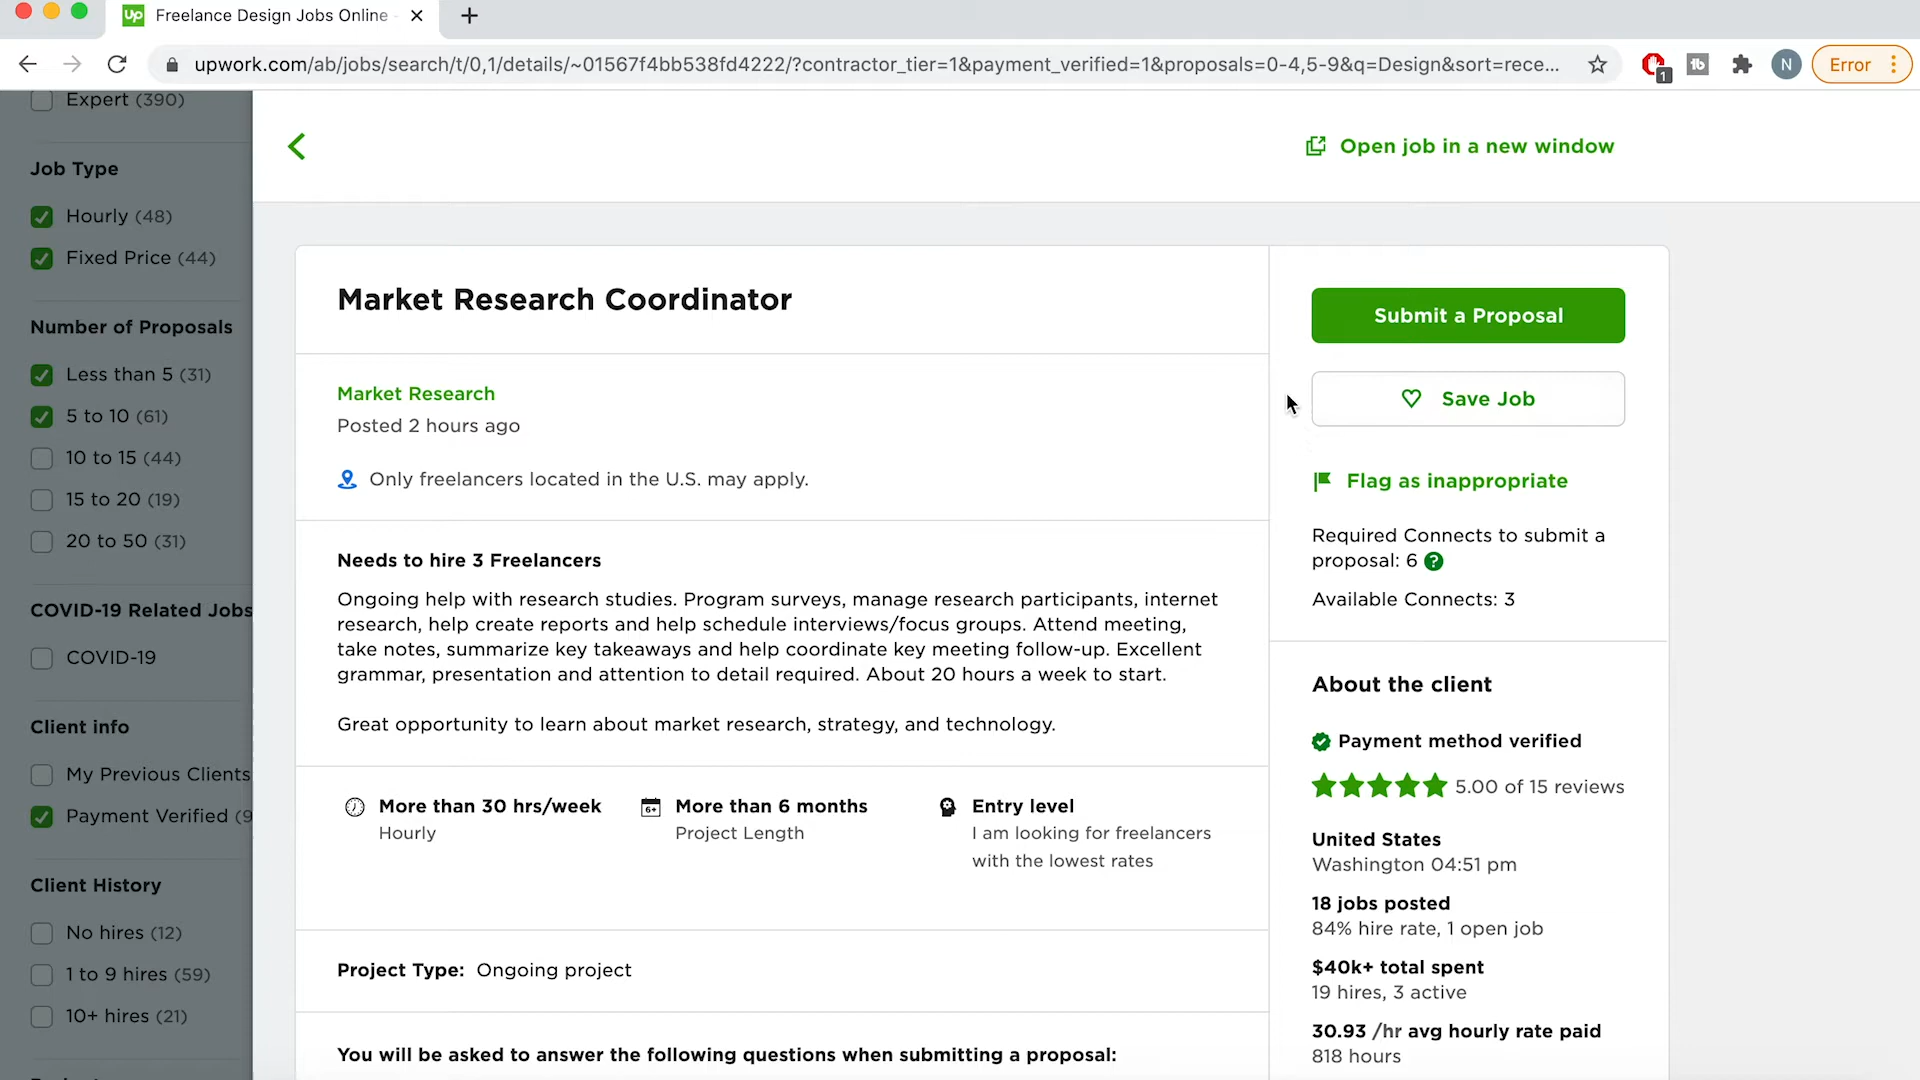 Up Freelance Design Jobs Online
upwork.com/ab/jobs/search/t/0,1/details/~01567f4bb538fd4222/?contractor_tier=1&payment_verified=1&proposals=0-4,5-9&q=Design&sort=rece...
1
tb
N
Error
Expert (390)
Job Type
Hourly (48)
Fixed Price (44)
Number of Proposals
Less than 5 (31)
5 to 10 (61)
10 to 15 (44)
15 to 20 (19)
20 to 50 (31)
COVID-19 Related Jobs
COVID-19
Client info
My Previous Clients
Payment Verified (9
Client History
No hires (12)
1 to 9 hires (59)
10+ hires (21)
Open job in a new window
Market Research Coordinator
Market Research
Posted 2 hours ago
Only freelancers located in the U.S. may apply.
Needs to hire 3 Freelancers
Ongoing help with research studies. Program surveys, manage research participants, internet
research, help create reports and help schedule interviews/focus groups. Attend meeting,
take notes, summarize key takeaways and help coordinate key meeting follow-up. Excellent
grammar, presentation and attention to detail required. About 20 hours a week to start.
Great opportunity to learn about market research, strategy, and technology.
More than 30 hrs/week
Hourly
6+
More than 6 months
Project Length
Entry level
I am looking for freelancers
with the lowest rates
Project Type: Ongoing project
You will be asked to answer the following questions when submitting a proposal:
Submit a Proposal
Save Job
Flag as inappropriate
Required Connects to submit a
proposal: 6 ?
Available Connects: 3
About the client
Payment method verified
5.00 of 15 reviews
United States
Washington 04:51 pm
18 jobs posted
84% hire rate, 1 open job
$40k+ total spent
19 hires, 3 active
30.93 /hr avg hourly rate paid
818 hours